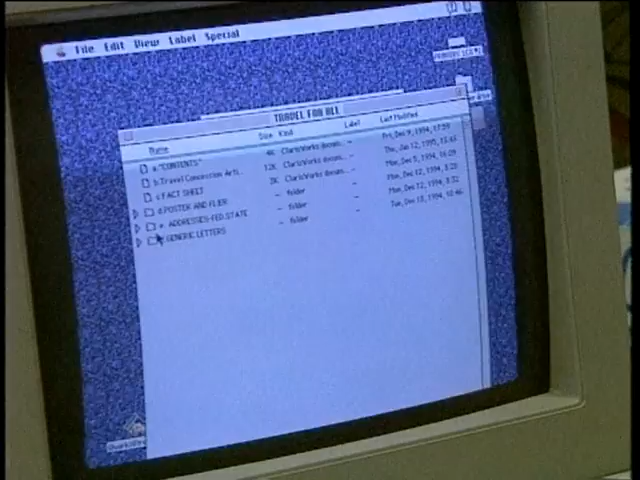 File Edit View Label Special
TRAVEL FOR ALL
Name Size Kind Label Last Modified
a "CONTENTS" 4K ClarisWorks docum... – Fri, Dec 9, 1994, 17:59
b Travel Concession Arti.. 12K ClarisWorks docum... – Thu, Jan 12, 1995, 13:45
c FACT SHEET 3K ClarisWorks docum... – Mon, Dec 5, 1994, 16:09
d POSTER AND FLIER – folder – Mon, Dec 12, 1994, 8:28
e ADDRESSES-FED.STATE – folder – Mon, Dec 12, 1994, 8:32
GENERIC LETTERS – folder – Tue, Dec 13, 1994, 10:46